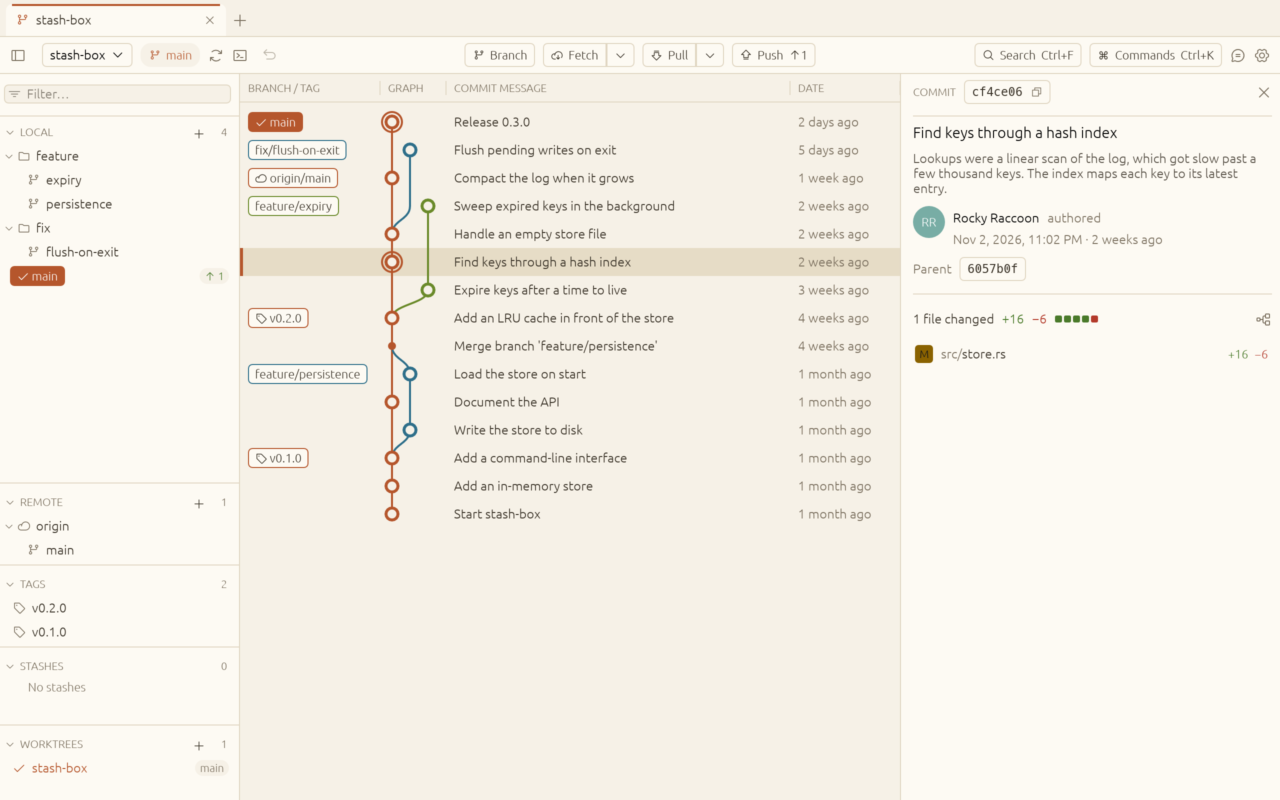 stash-box
stash-box
main
Branch
Fetch
Pull
Push ↑1
Search Ctrl+F
Commands Ctrl+K
Filter…
LOCAL 4
feature
expiry
persistence
fix
flush-on-exit
main ↑ 1
REMOTE 1
origin
main
TAGS 2
v0.2.0
v0.1.0
STASHES 0
No stashes
WORKTREES 1
stash-box main
BRANCH / TAG GRAPH COMMIT MESSAGE DATE
main Release 0.3.0 2 days ago
fix/flush-on-exit Flush pending writes on exit 5 days ago
origin/main Compact the log when it grows 1 week ago
feature/expiry Sweep expired keys in the background 2 weeks ago
Handle an empty store file 2 weeks ago
Find keys through a hash index 2 weeks ago
Expire keys after a time to live 3 weeks ago
v0.2.0 Add an LRU cache in front of the store 4 weeks ago
Merge branch 'feature/persistence' 4 weeks ago
feature/persistence Load the store on start 1 month ago
Document the API 1 month ago
Write the store to disk 1 month ago
v0.1.0 Add a command-line interface 1 month ago
Add an in-memory store 1 month ago
Start stash-box 1 month ago
COMMIT cf4ce06
Find keys through a hash index
Lookups were a linear scan of the log, which got slow past a
few thousand keys. The index maps each key to its latest
entry.
RR
Rocky Raccoon authored
Nov 2, 2026, 11:02 PM · 2 weeks ago
Parent 6057b0f
1 file changed +16 −6
M src/store.rs +16 −6